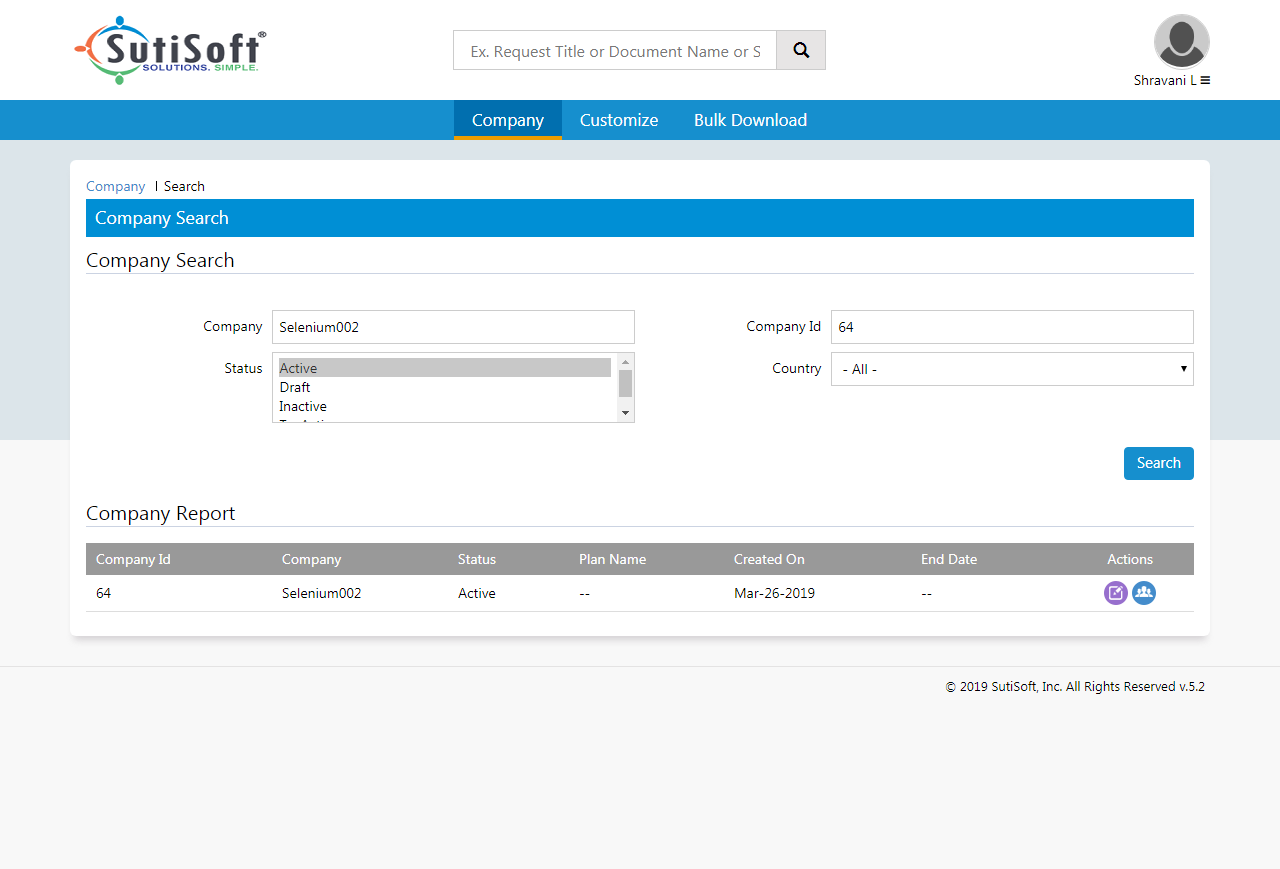 SutiSoft®
SOLUTIONS. SIMPLE.
Ex. Request Title or Document Name or S
Shravani L
Company Customize Bulk Download
Company | Search
Company Search
Company Search
Company Selenium002 Company Id 64
Status Active Country - All -
Draft
Inactive
Search
Company Report
Company Id Company Status Plan Name Created On End Date Actions
64 Selenium002 Active -- Mar-26-2019 --
© 2019 SutiSoft, Inc. All Rights Reserved v.5.2